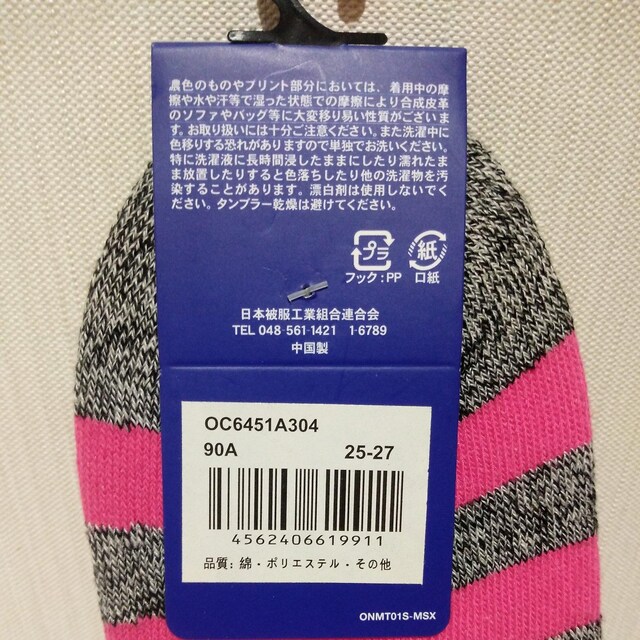 濃色のものやプリント部分においては、着用中の摩
擦や水や汗等で湿った状態での摩擦により合成皮革
のソファやバッグ等に大変移り易い性質がございま
す。お取り扱いには十分ご注意ください。また洗濯中に
色移りする恐れがありますので単独でお洗いください。
特に洗濯液に長時間浸したままにしたり濡れたま
ま放置したりすると色落ちしたり他の洗濯物を汚
染することがあります。漂白剤は使用しないでく
ださい。タンブラー乾燥は避けてください。
プラ 紙
フック:PP 口紙
日本被服工業組合連合会
TEL 048-561-1421 1-6789
中国製
OC6451A304
90A 25-27
4562406619911
品質: 綿・ポリエステル・その他
ONMT01S-MSX